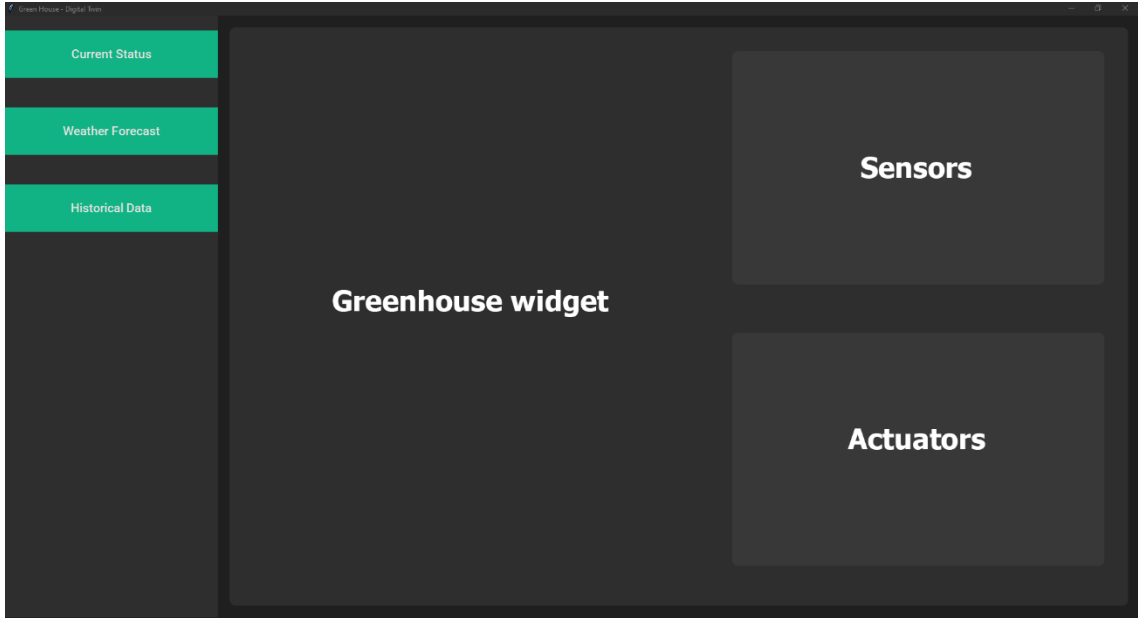 Green House - Digital Twin
Current Status
Weather Forecast
Historical Data
Greenhouse widget
Sensors
Actuators